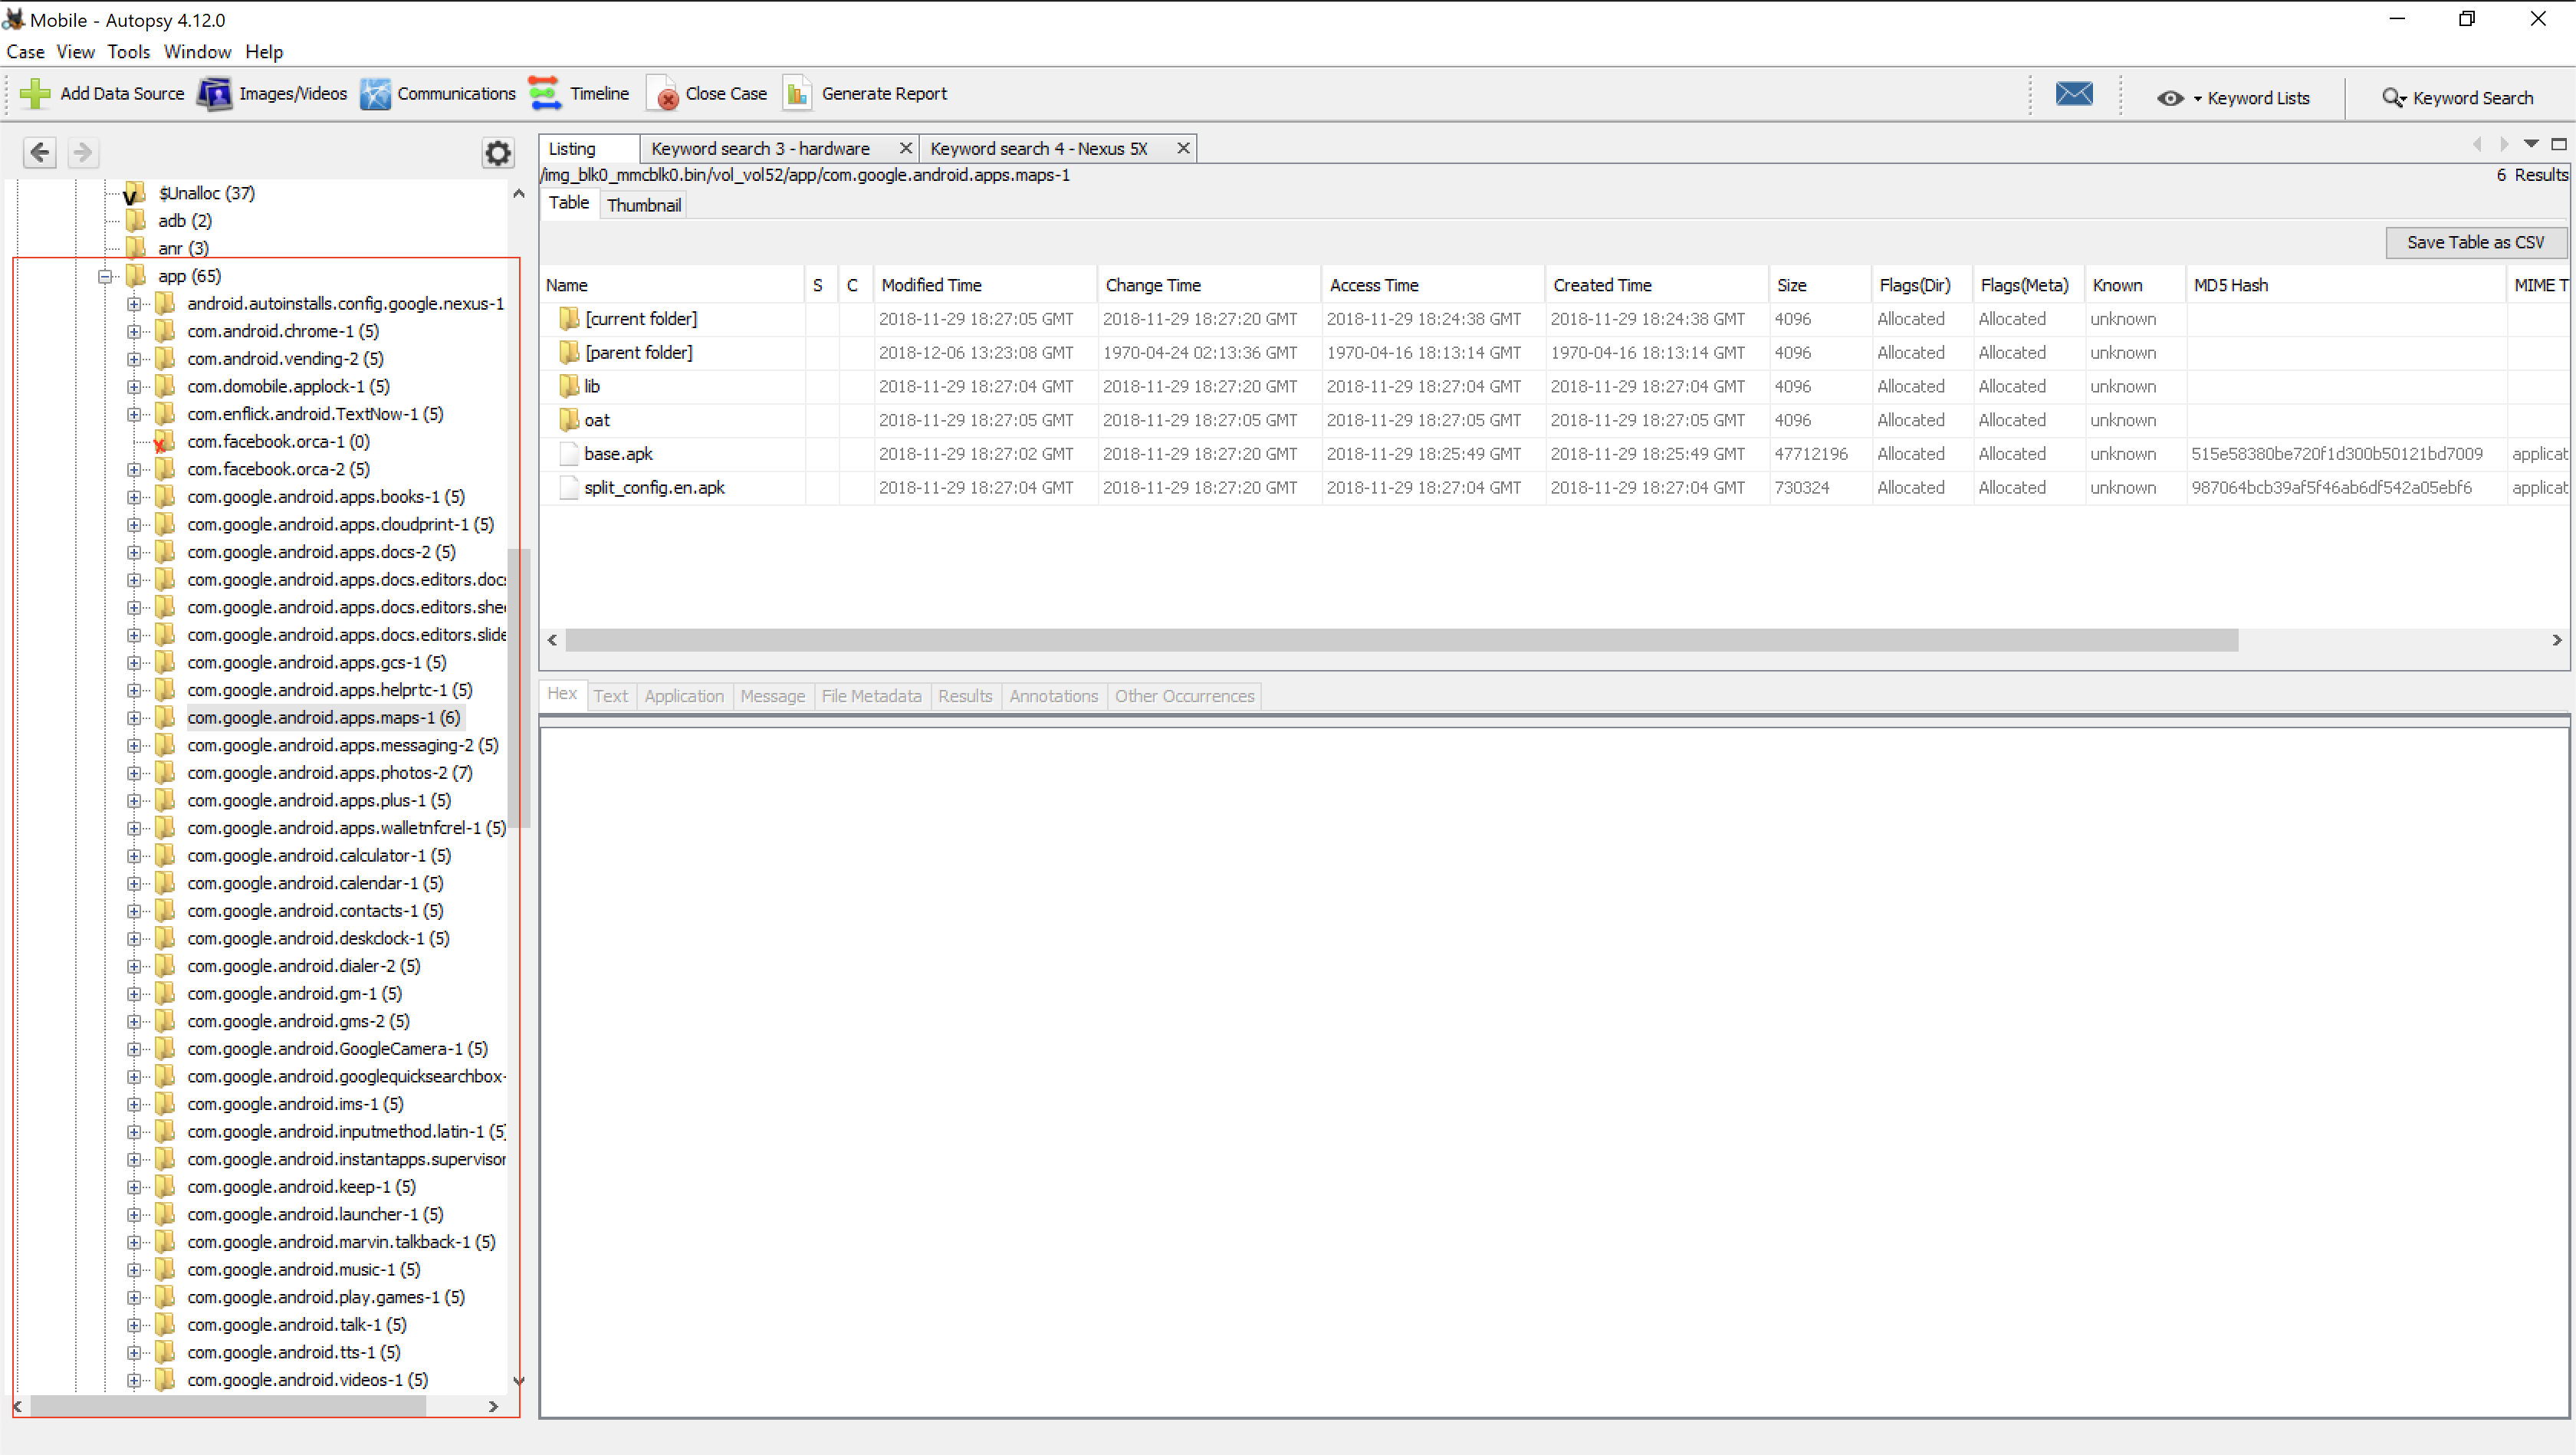 Mobile - Autopsy 4.12.0
Case View Tools Window Help
Add Data Source Images/Videos Communications Timeline Close Case Generate Report Keyword Lists Keyword Search
$Unalloc (37)
adb (2)
anr (3)
app (65)
android.autoinstalls.config.google.nexus-1
com.android.chrome-1 (5)
com.android.vending-2 (5)
com.domobile.applock-1 (5)
com.enflick.android.TextNow-1 (5)
com.facebook.orca-1 (0)
com.facebook.orca-2 (5)
com.google.android.apps.books-1 (5)
com.google.android.apps.cloudprint-1 (5)
com.google.android.apps.docs-2 (5)
com.google.android.apps.docs.editors.docs
com.google.android.apps.docs.editors.shee
com.google.android.apps.docs.editors.slide
com.google.android.apps.gcs-1 (5)
com.google.android.apps.helprtc-1 (5)
com.google.android.apps.maps-1 (6)
com.google.android.apps.messaging-2 (5)
com.google.android.apps.photos-2 (7)
com.google.android.apps.plus-1 (5)
com.google.android.apps.walletnfcrel-1 (5)
com.google.android.calculator-1 (5)
com.google.android.calendar-1 (5)
com.google.android.contacts-1 (5)
com.google.android.deskclock-1 (5)
com.google.android.dialer-2 (5)
com.google.android.gm-1 (5)
com.google.android.gms-2 (5)
com.google.android.GoogleCamera-1 (5)
com.google.android.googlequicksearchbox-
com.google.android.ims-1 (5)
com.google.android.inputmethod.latin-1 (5)
com.google.android.instantapps.supervisor
com.google.android.keep-1 (5)
com.google.android.launcher-1 (5)
com.google.android.marvin.talkback-1 (5)
com.google.android.music-1 (5)
com.google.android.play.games-1 (5)
com.google.android.talk-1 (5)
com.google.android.tts-1 (5)
com.google.android.videos-1 (5)
Listing Keyword search 3 - hardware Keyword search 4 - Nexus 5X
/img_blk0_mmcblk0.bin/vol_vol52/app/com.google.android.apps.maps-1 6 Results
Table Thumbnail
Save Table as CSV
Name S C Modified Time Change Time Access Time Created Time Size Flags(Dir) Flags(Meta) Known MD5 Hash MIME T
[current folder] 2018-11-29 18:27:05 GMT 2018-11-29 18:27:20 GMT 2018-11-29 18:24:38 GMT 2018-11-29 18:24:38 GMT 4096 Allocated Allocated unknown
[parent folder] 2018-12-06 13:23:08 GMT 1970-04-24 02:13:36 GMT 1970-04-16 18:13:14 GMT 1970-04-16 18:13:14 GMT 4096 Allocated Allocated unknown
lib 2018-11-29 18:27:04 GMT 2018-11-29 18:27:20 GMT 2018-11-29 18:27:04 GMT 2018-11-29 18:27:04 GMT 4096 Allocated Allocated unknown
oat 2018-11-29 18:27:05 GMT 2018-11-29 18:27:20 GMT 2018-11-29 18:27:05 GMT 2018-11-29 18:27:05 GMT 4096 Allocated Allocated unknown
base.apk 2018-11-29 18:27:02 GMT 2018-11-29 18:27:20 GMT 2018-11-29 18:25:49 GMT 2018-11-29 18:25:49 GMT 47712196 Allocated Allocated unknown 515e58380be720f1d300b50121bd7009 applicat
split_config.en.apk 2018-11-29 18:27:04 GMT 2018-11-29 18:27:20 GMT 2018-11-29 18:27:04 GMT 2018-11-29 18:27:04 GMT 730324 Allocated Allocated unknown 987064bcb39af5f46ab6df542a05ebf6 applicat
Hex Text Application Message File Metadata Results Annotations Other Occurrences